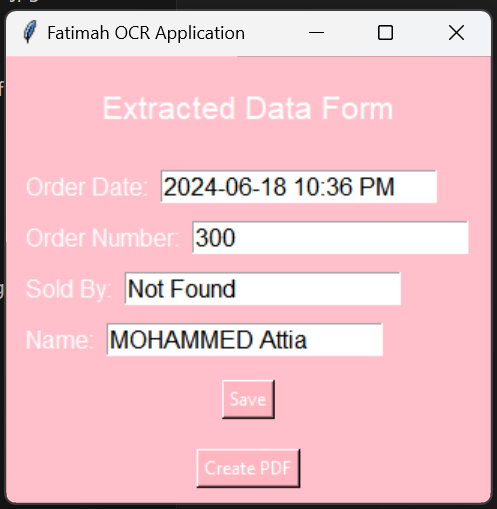 Fatimah OCR Application
Extracted Data Form
Order Date: 2024-06-18 10:36 PM
Order Number: 300
Sold By: Not Found
Name: MOHAMMED Attia
Save
Create PDF